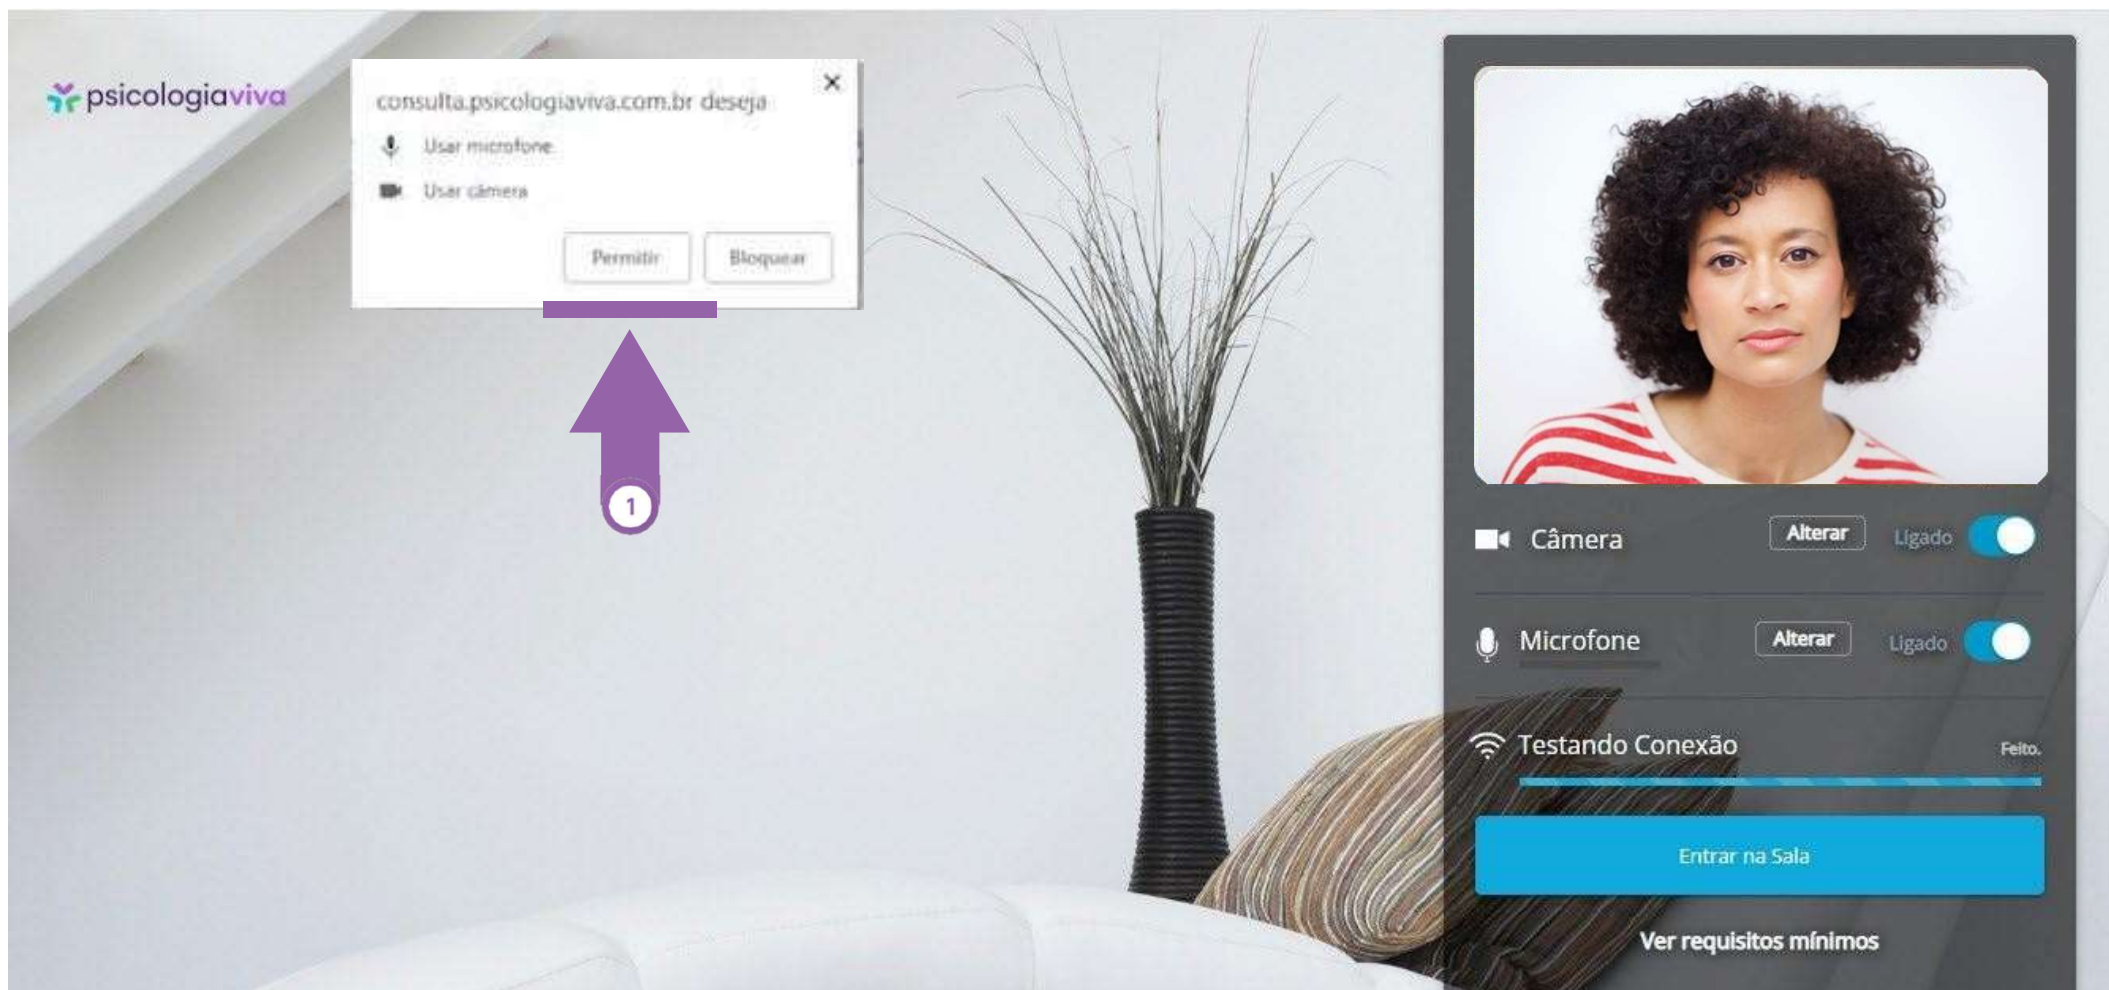 psicologiaviva
consulta.psicologiaviva.com.br deseja
Usar microfone
Usar câmera
Permitir
Bloquear
1
Câmera
Alterar
Ligado
Microfone
Alterar
Ligado
Testando Conexão
Feito.
Entrar na Sala
Ver requisitos mínimos